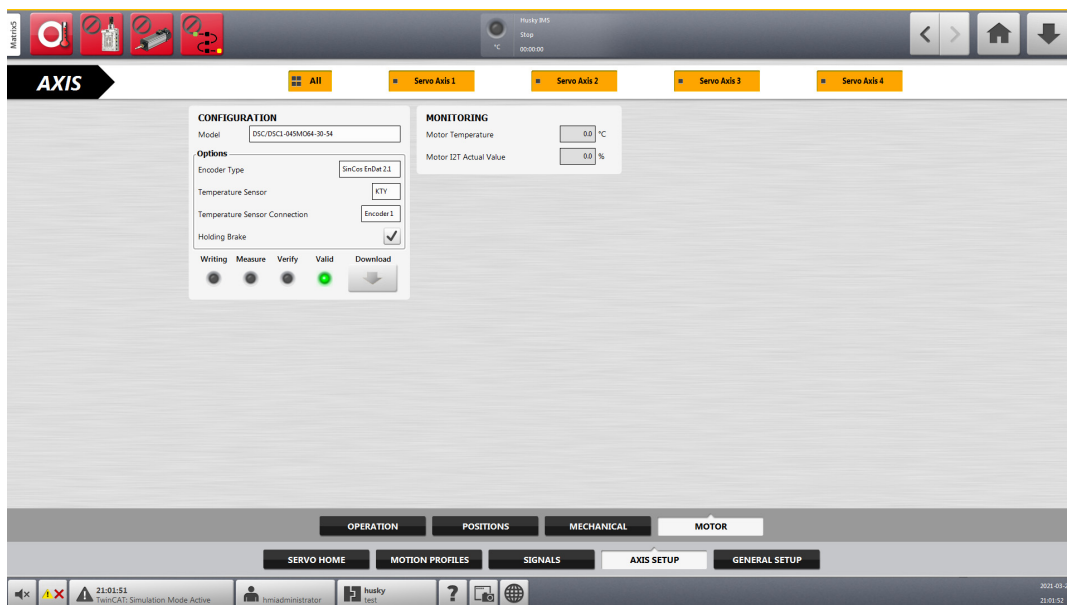 Matrix5
Husky IMS
Stop
°C
00:00:00
AXIS
All
Servo Axis 1
Servo Axis 2
Servo Axis 3
Servo Axis 4
CONFIGURATION
Model DSC/DSC1-045MO64-30-54
Options
Encoder Type SinCos EnDat 2.1
Temperature Sensor KTY
Temperature Sensor Connection Encoder 1
Holding Brake
Writing Measure Verify Valid Download
MONITORING
Motor Temperature 0.0 °C
Motor I2T Actual Value 0.0 %
OPERATION POSITIONS MECHANICAL MOTOR
SERVO HOME MOTION PROFILES SIGNALS AXIS SETUP GENERAL SETUP
21:01:51
TwinCAT: Simulation Mode Active
hmiadministrator
husky
test
?
21:01:52